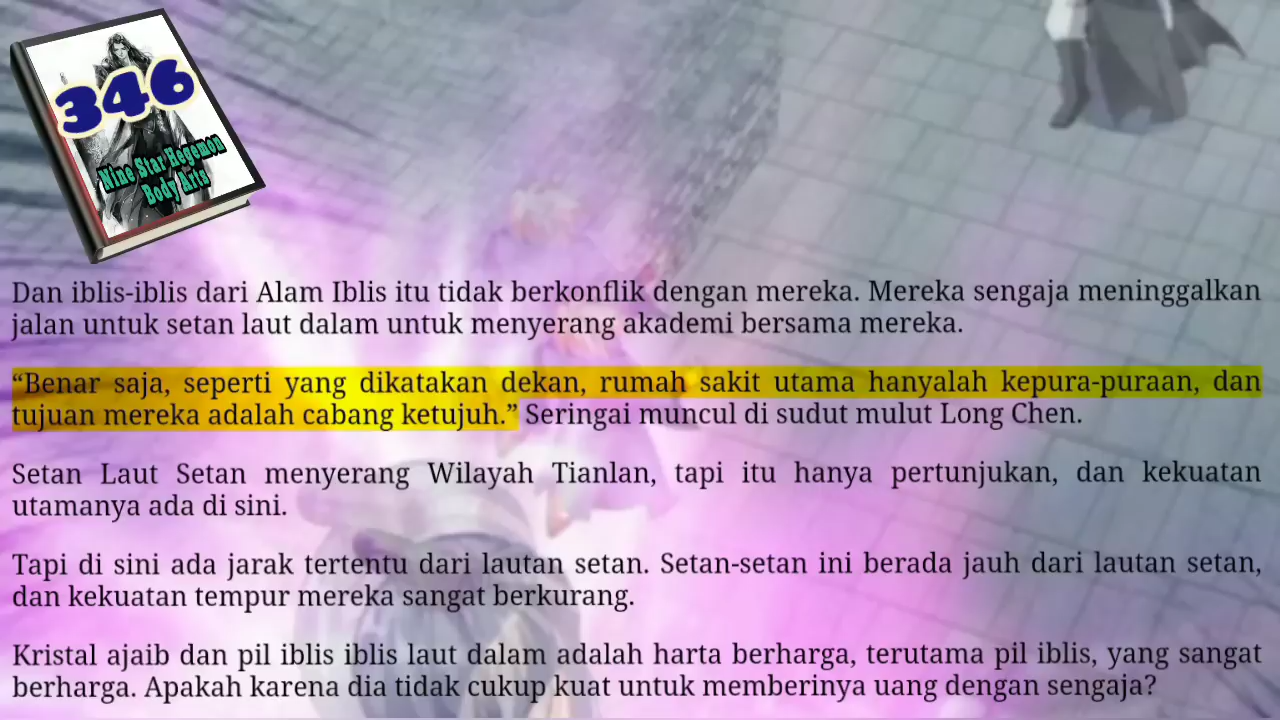 346
Nine Star Hegemon
Body Arts
Dan iblis-iblis dari Alam Iblis itu tidak berkonflik dengan mereka. Mereka sengaja meninggalkan
jalan untuk setan laut dalam untuk menyerang akademi bersama mereka.
“Benar saja, seperti yang dikatakan dekan, rumah sakit utama hanyalah kepura-puraan, dan
tujuan mereka adalah cabang ketujuh.” Seringai muncul di sudut mulut Long Chen.
Setan Laut Setan menyerang Wilayah Tianlan, tapi itu hanya pertunjukan, dan kekuatan
utamanya ada di sini.
Tapi di sini ada jarak tertentu dari lautan setan. Setan-setan ini berada jauh dari lautan setan,
dan kekuatan tempur mereka sangat berkurang.
Kristal ajaib dan pil iblis iblis laut dalam adalah harta berharga, terutama pil iblis, yang sangat
berharga. Apakah karena dia tidak cukup kuat untuk memberinya uang dengan sengaja?